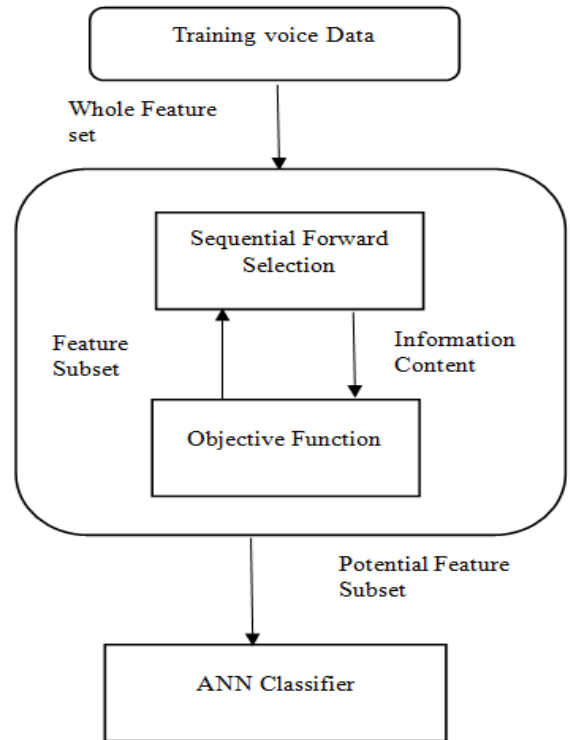 Training voice Data
Whole Feature
set
Sequential Forward
Selection
Feature
Subset
Information
Content
Objective Function
Potential Feature
Subset
ANN Classifier